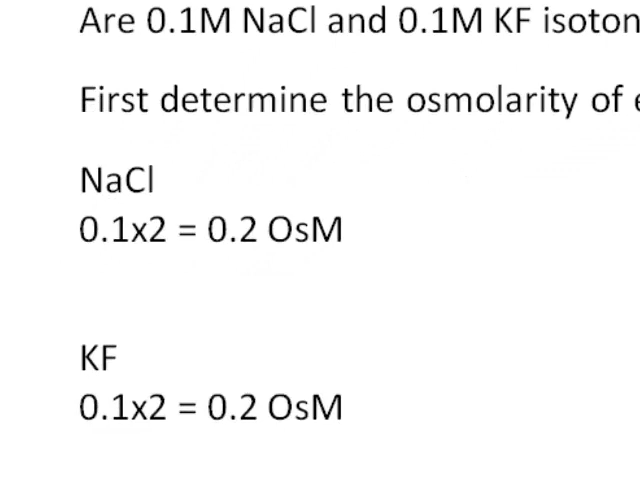 Are 0.1M NaCl and 0.1M KF isoton
First determine the osmolarity of
NaCl
0.1x2 = 0.2 OsM
KF
0.1x2 = 0.2 OsM